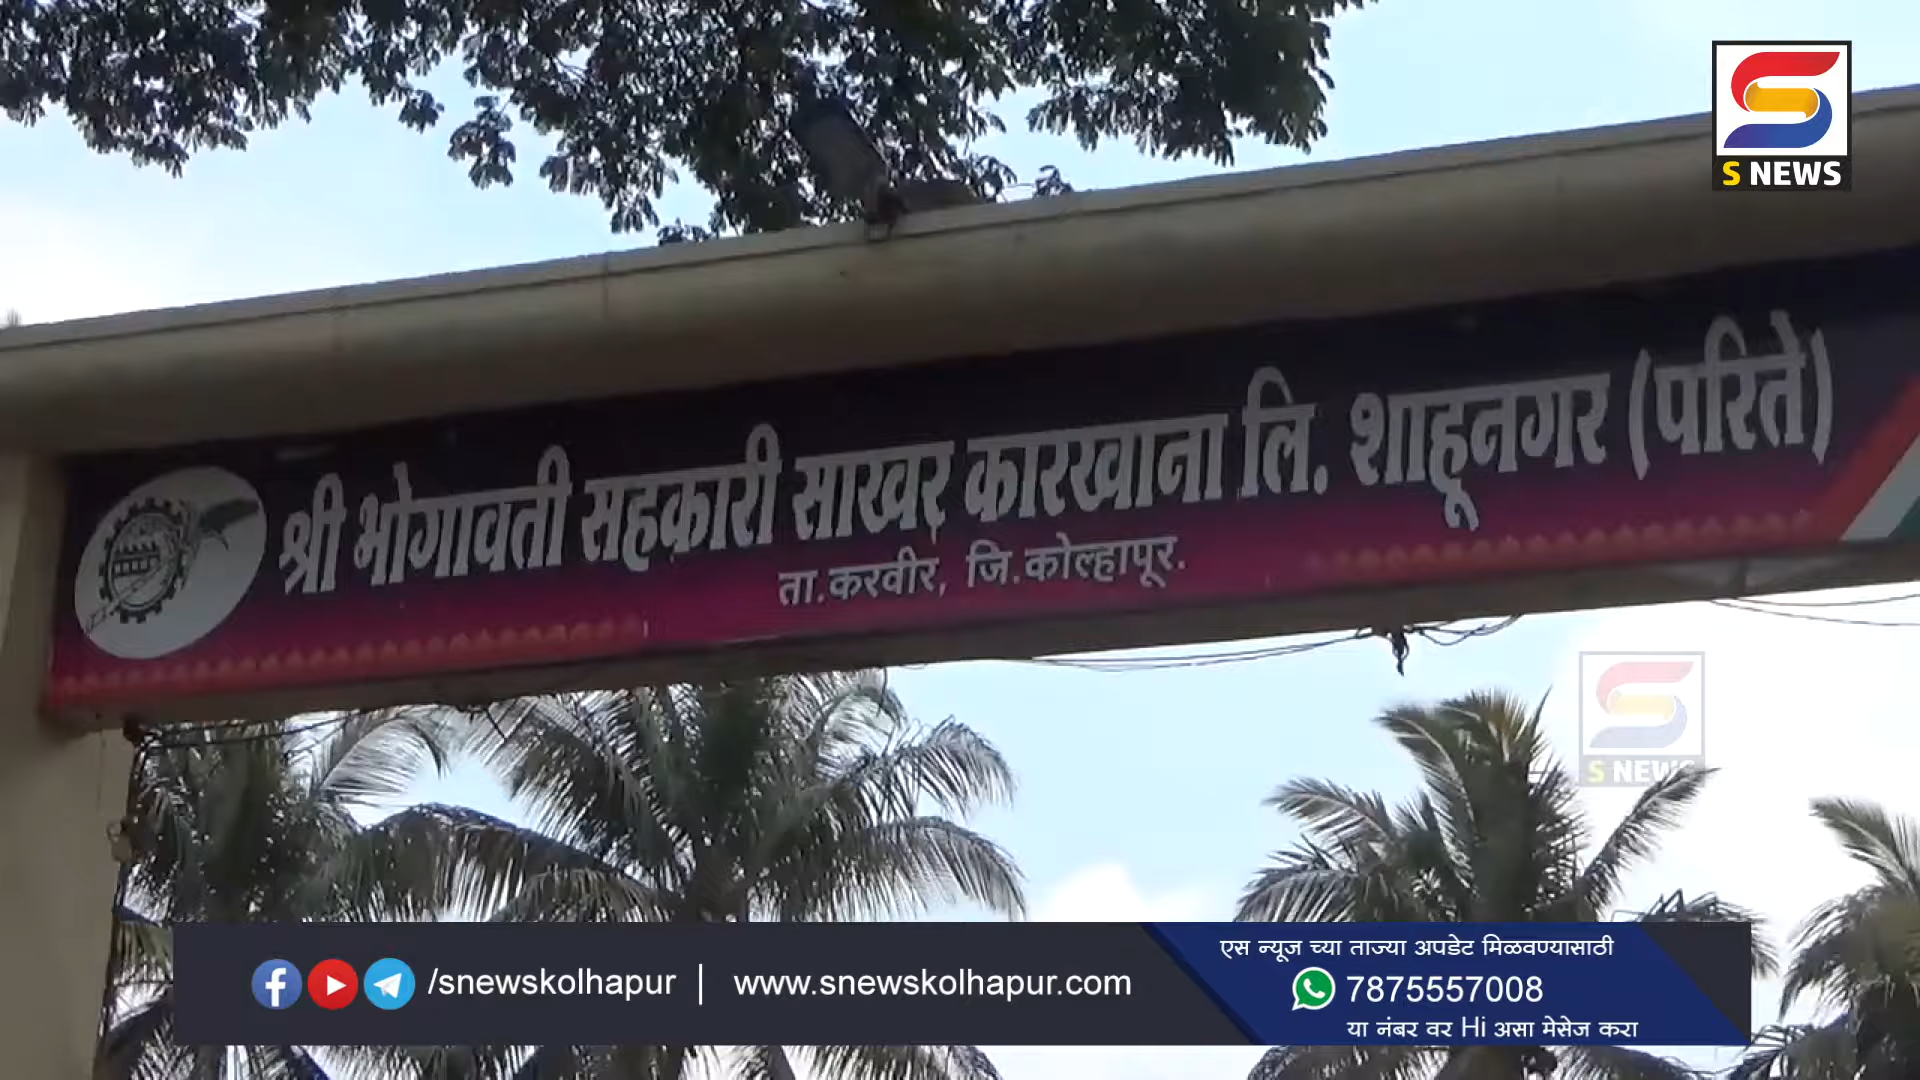 S NEWS
श्री भोगावती सहकारी साखर कारखाना लि. शाहूनगर (परिते)
ता.करवीर, जि.कोल्हापूर.
S NEWS
/snewskolhapur | www.snewskolhapur.com
एस न्यूज च्या ताज्या अपडेट मिळवण्यासाठी
7875557008
या नंबर वर Hi असा मेसेज करा